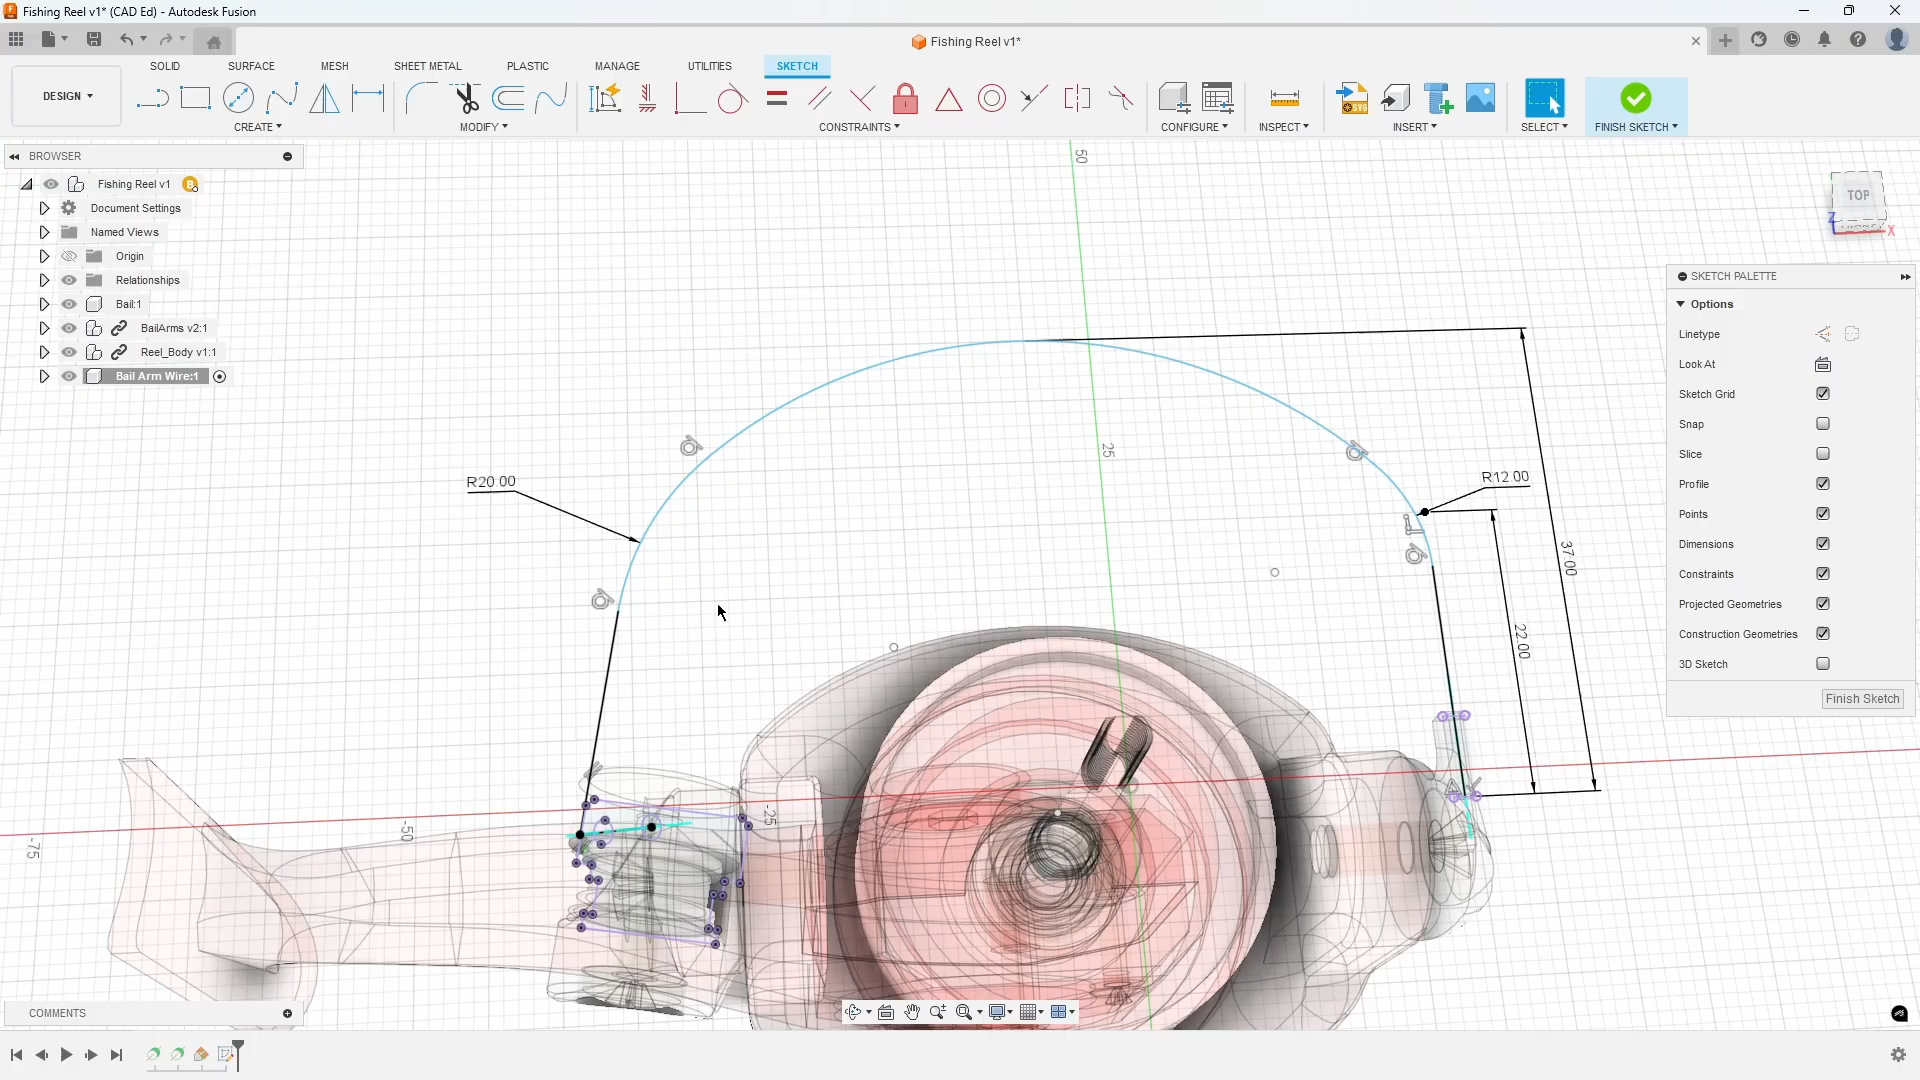 Fishing Reel v1* (CAD Ed) - Autodesk Fusion
Fishing Reel v1*
SOLID SURFACE MESH SHEET METAL PLASTIC MANAGE UTILITIES SKETCH
DESIGN
SVG
CREATE MODIFY CONSTRAINTS CONFIGURE INSPECT INSERT SELECT FINISH SKETCH
BROWSER
Fishing Reel v1
Document Settings
Named Views
Origin
Relationships
Bail:1
BailArms v2:1
Reel_Body v1:1
Bail Arm Wire:1
50
25
R20.00
R12.00
37.00
22.00
-25
-50
-75
TOP
Z
X
SKETCH PALETTE
Options
Linetype
Look At
Sketch Grid
Snap
Slice
Profile
Points
Dimensions
Constraints
Projected Geometries
Construction Geometries
3D Sketch
Finish Sketch
COMMENTS